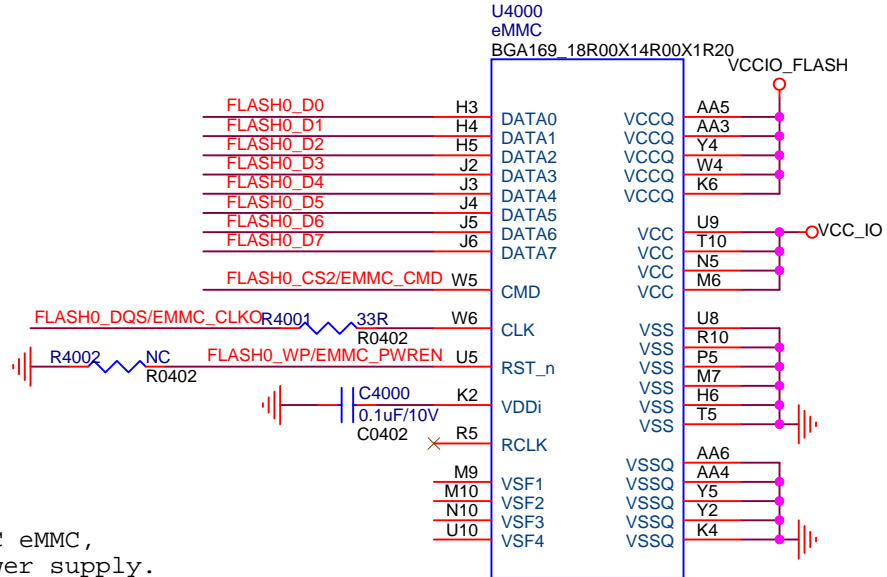 U4000
eMMC
BGA169_18R00X14R00X1R20
VCCIO_FLASH
FLASH0_D0 H3 DATA0 VCCQ AA5
FLASH0_D1 H4 DATA1 VCCQ AA3
FLASH0_D2 H5 DATA2 VCCQ Y4
FLASH0_D3 J2 DATA3 VCCQ W4
FLASH0_D4 J3 DATA4 VCCQ K6
FLASH0_D5 J4 DATA5
FLASH0_D6 J5 DATA6 VCC U9 VCC_IO
FLASH0_D7 J6 DATA7 VCC T10
VCC N5
FLASH0_CS2/EMMC_CMD W5 CMD VCC M6
FLASH0_DQS/EMMC_CLKO R4001 33R W6 CLK VSS U8
R0402 VSS R10
R4002 NC FLASH0_WP/EMMC_PWREN U5 RST_n VSS P5
R0402 VSS M7
C4000 K2 VDDi VSS H6
0.1uF/10V VSS T5
C0402 R5 RCLK
VSSQ AA6
M9 VSF1 VSSQ AA4
M10 VSF2 VSSQ Y5
N10 VSF3 VSSQ Y2
U10 VSF4 VSSQ K4
eMMC,
supply.